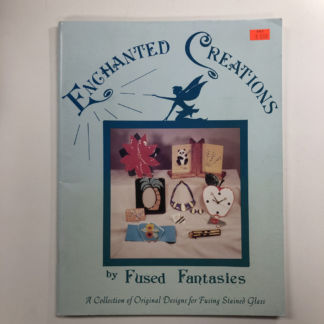 Enchanted Creations
by Fused Fantasies
A Collection of Original Designs for Fusing Stained Glass